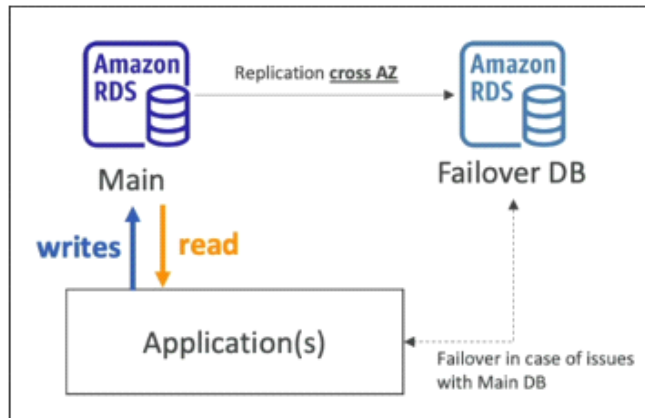 Amazon
RDS
Replication cross AZ
Amazon
RDS
Main
Failover DB
writes
read
Application(s)
Failover in case of issues
with Main DB